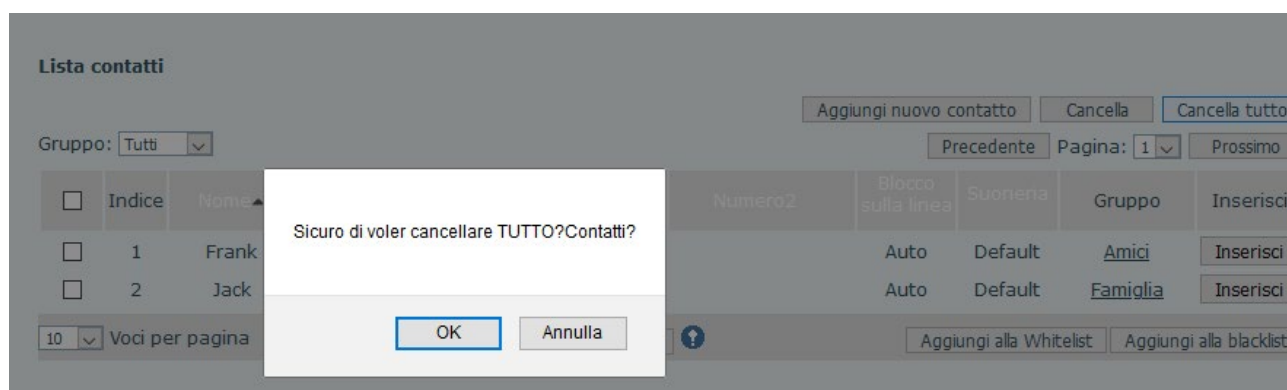 Lista contatti
Aggiungi nuovo contatto Cancella Cancella tutto
Gruppo: Tutti Precedente Pagina: 1 Prossimo
Indice Nome Numero2 Blocco sulla linea Suorieria Gruppo Inserisci
Sicuro di voler cancellare TUTTO?Contatti?
1 Frank Auto Default Amici Inserisci
2 Jack Auto Default Famiglia Inserisci
10 Voci per pagina OK Annulla Aggiungi alla Whitelist Aggiungi alla blacklist